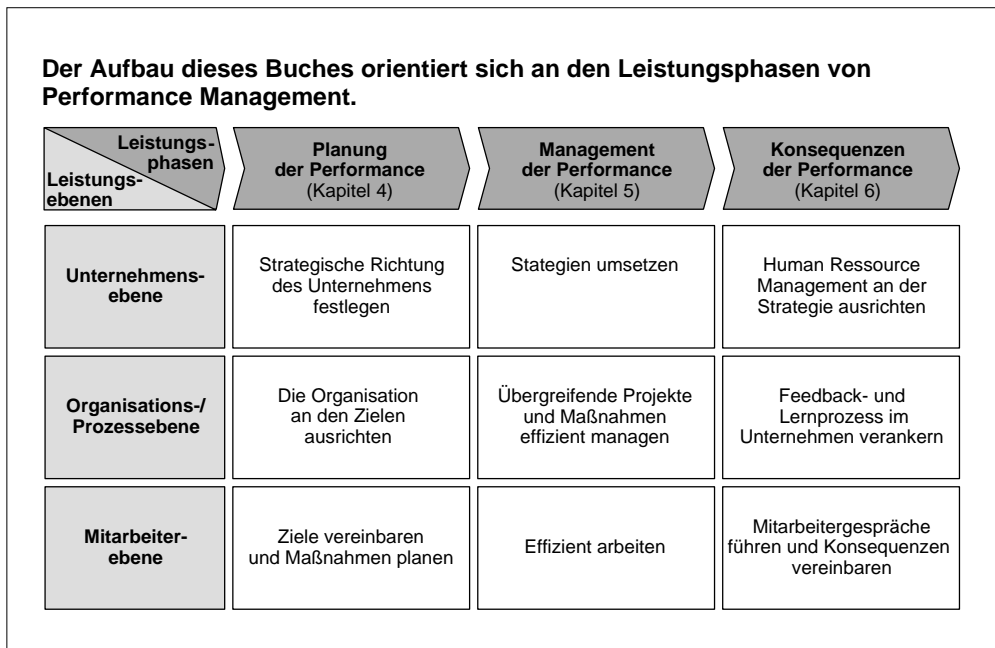 Der Aufbau dieses Buches orientiert sich an den Leistungsphasen von
Performance Management.
Leistungs-
phasen
Leistungs-
ebenen
Planung
der Performance
(Kapitel 4)
Management
der Performance
(Kapitel 5)
Konsequenzen
der Performance
(Kapitel 6)
Unternehmens-
ebene
Strategische Richtung
des Unternehmens
festlegen
Stategien umsetzen
Human Ressource
Management an der
Strategie ausrichten
Organisations-/
Prozessebene
Die Organisation
an den Zielen
ausrichten
Übergreifende Projekte
und Maßnahmen
effizient managen
Feedback- und
Lernprozess im
Unternehmen verankern
Mitarbeiter-
ebene
Ziele vereinbaren
und Maßnahmen planen
Effizient arbeiten
Mitarbeitergespräche
führen und Konsequenzen
vereinbaren